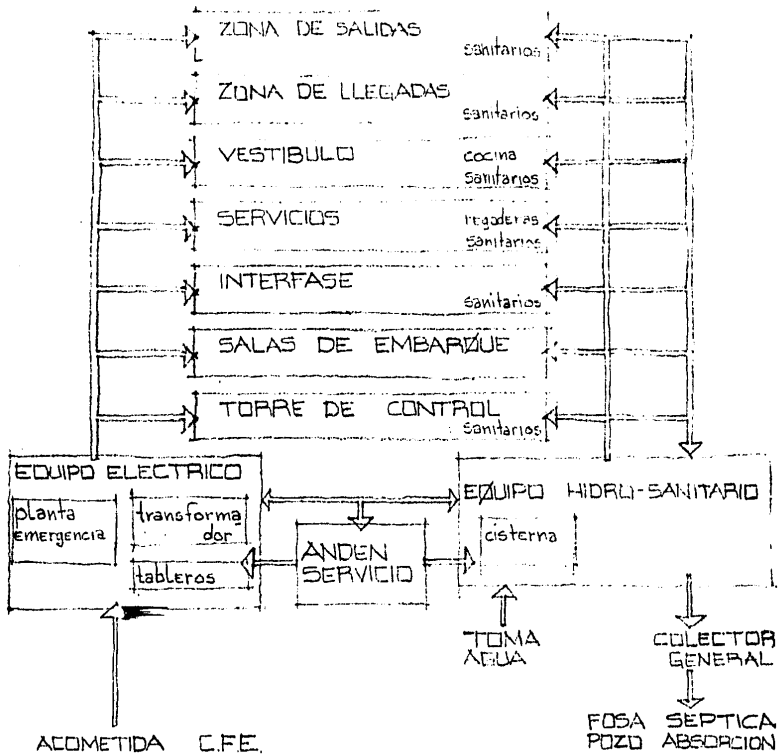 ZONA DE SALIDAS
sanitarios
ZONA DE LLEGADAS
sanitarios
VESTIBULO
cocina
sanitarios
SERVICIOS
regaderas
sanitarios
INTERFASE
sanitarios
SALAS DE EMBARQUE
TORRE DE CONTROL
sanitarios
EQUIPO ELECTRICO
planta
emergencia
transforma
dor
tableros
ANDEN
SERVICIO
EQUIPO HIDRO-SANITARIO
cisterna
TOMA
AGUA
COLECTOR
GENERAL
FOSA SEPTICA
POZO ABSORCION
ACOMETIDA C.F.E.